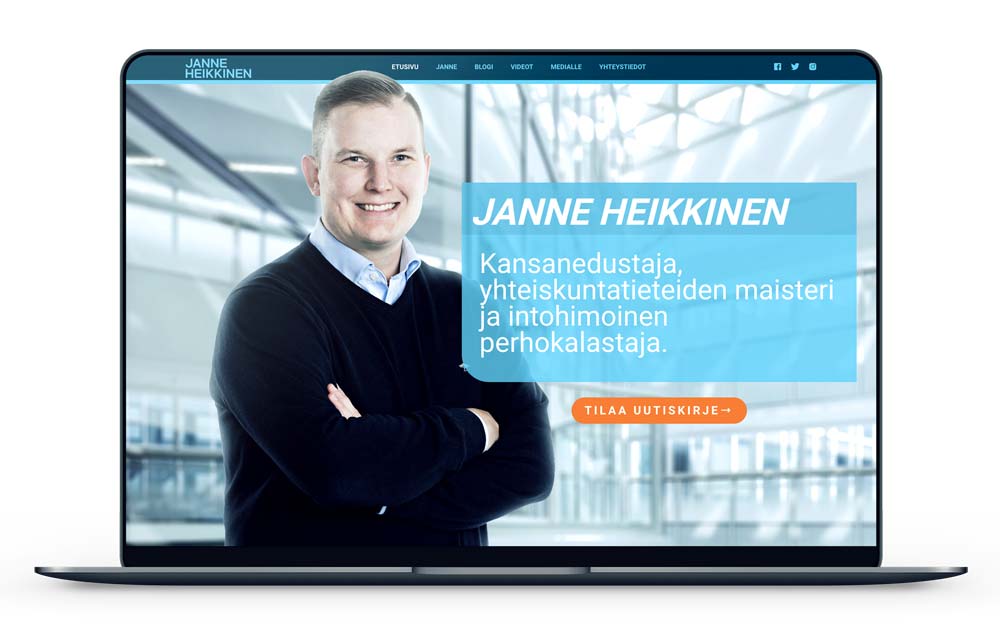 JANNE
HEIKKINEN
ETUSIVU JANNE BLOGI VIDEOT MEDIALLE YHTEYSTIEDOT
JANNE HEIKKINEN
Kansanedustaja,
yhteiskuntatieteiden maisteri
ja intohimoinen
perhokalastaja.
TILAA UUTISKIRJE→